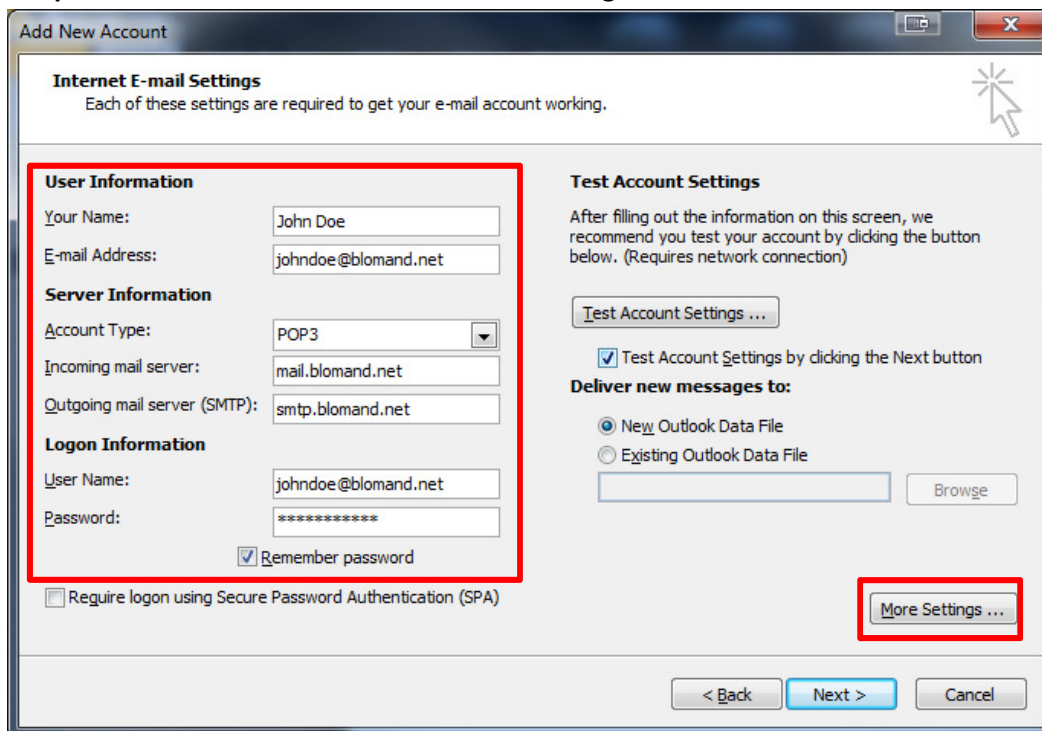 Add New Account
Internet E-mail Settings
Each of these settings are required to get your e-mail account working.
User Information
Your Name:
John Doe
E-mail Address:
johndoe@blomand.net
Server Information
Account Type:
POP3
Incoming mail server:
mail.blomand.net
Outgoing mail server (SMTP):
smtp.blomand.net
Logon Information
User Name:
johndoe@blomand.net
Password:
***********
Remember password
Require logon using Secure Password Authentication (SPA)
Test Account Settings
After filling out the information on this screen, we
recommend you test your account by clicking the button
below. (Requires network connection)
Test Account Settings ...
Test Account Settings by clicking the Next button
Deliver new messages to:
New Outlook Data File
Existing Outlook Data File
Browse
More Settings ...
< Back
Next >
Cancel